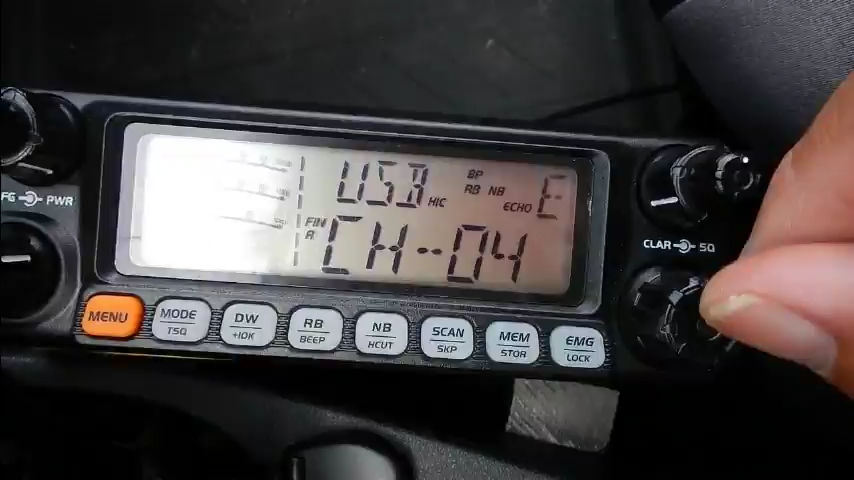 USB HIC
BP
RB NB
ECHO
E
FIN
A
CH-04
FG PWR
CLAR SQ
MENU
MODE
TSQ
DW
+10K
RB
BEEP
NB
HCUT
SCAN
SKP
MEM
STOR
EMG
LOCK